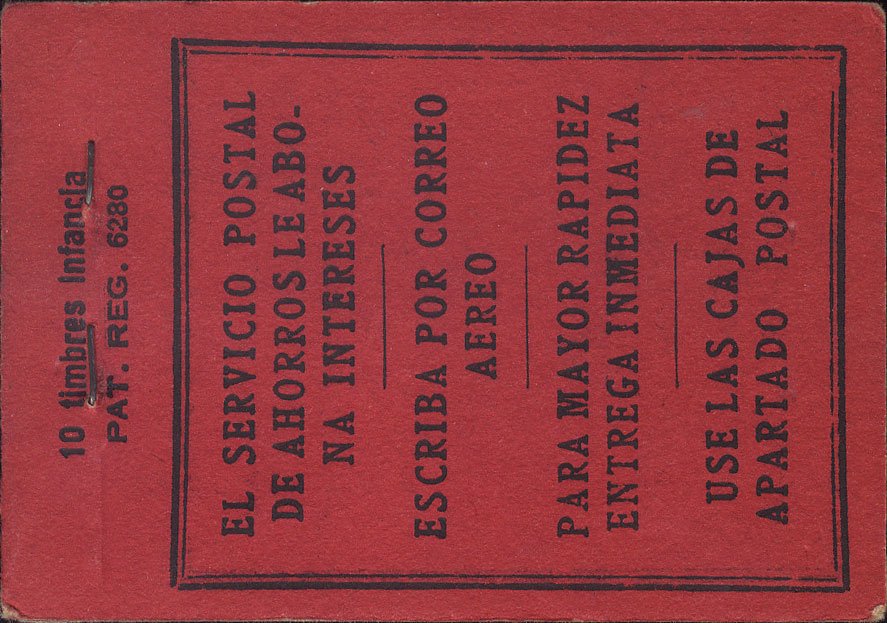 10 timbres Infancia
PAT. REG. 6280
EL SERVICIO POSTAL
DE AHORROS LE ABO-
NA INTERESES
ESCRIBA POR CORREO
AEREO
PARA MAYOR RAPIDEZ
ENTREGA INMEDIATA
USE LAS CAJAS DE
APARTADO POSTAL